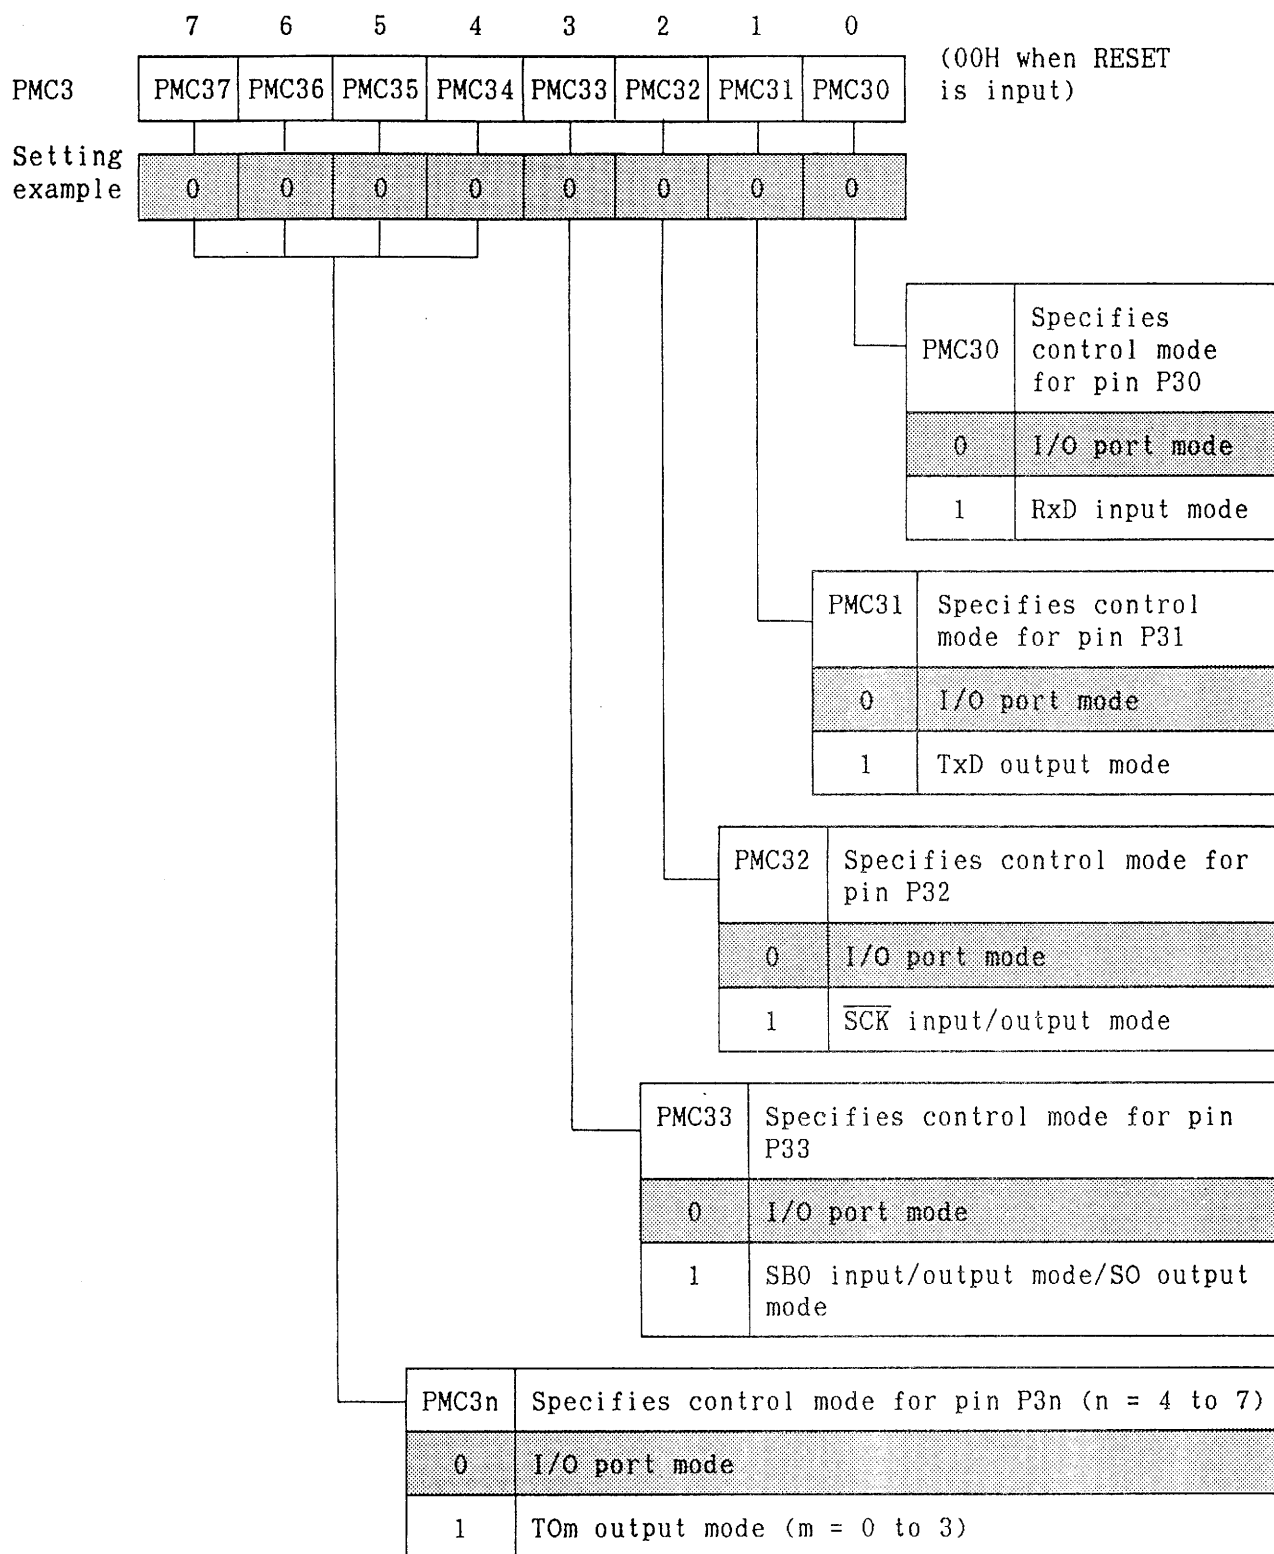 7 6 5 4 3 2 1 0
(00H when RESET
is input)
PMC3 PMC37 PMC36 PMC35 PMC34 PMC33 PMC32 PMC31 PMC30
Setting
example
0 0 0 0 0 0 0 0
PMC30 Specifies
control mode
for pin P30
0 I/O port mode
1 RxD input mode
PMC31 Specifies control
mode for pin P31
0 I/O port mode
1 TxD output mode
PMC32 Specifies control mode for
pin P32
0 I/O port mode
1 S̅C̅K̅ input/output mode
PMC33 Specifies control mode for pin
P33
0 I/O port mode
1 SB0 input/output mode/SO output
mode
PMC3n Specifies control mode for pin P3n (n = 4 to 7)
0 I/O port mode
1 TOm output mode (m = 0 to 3)